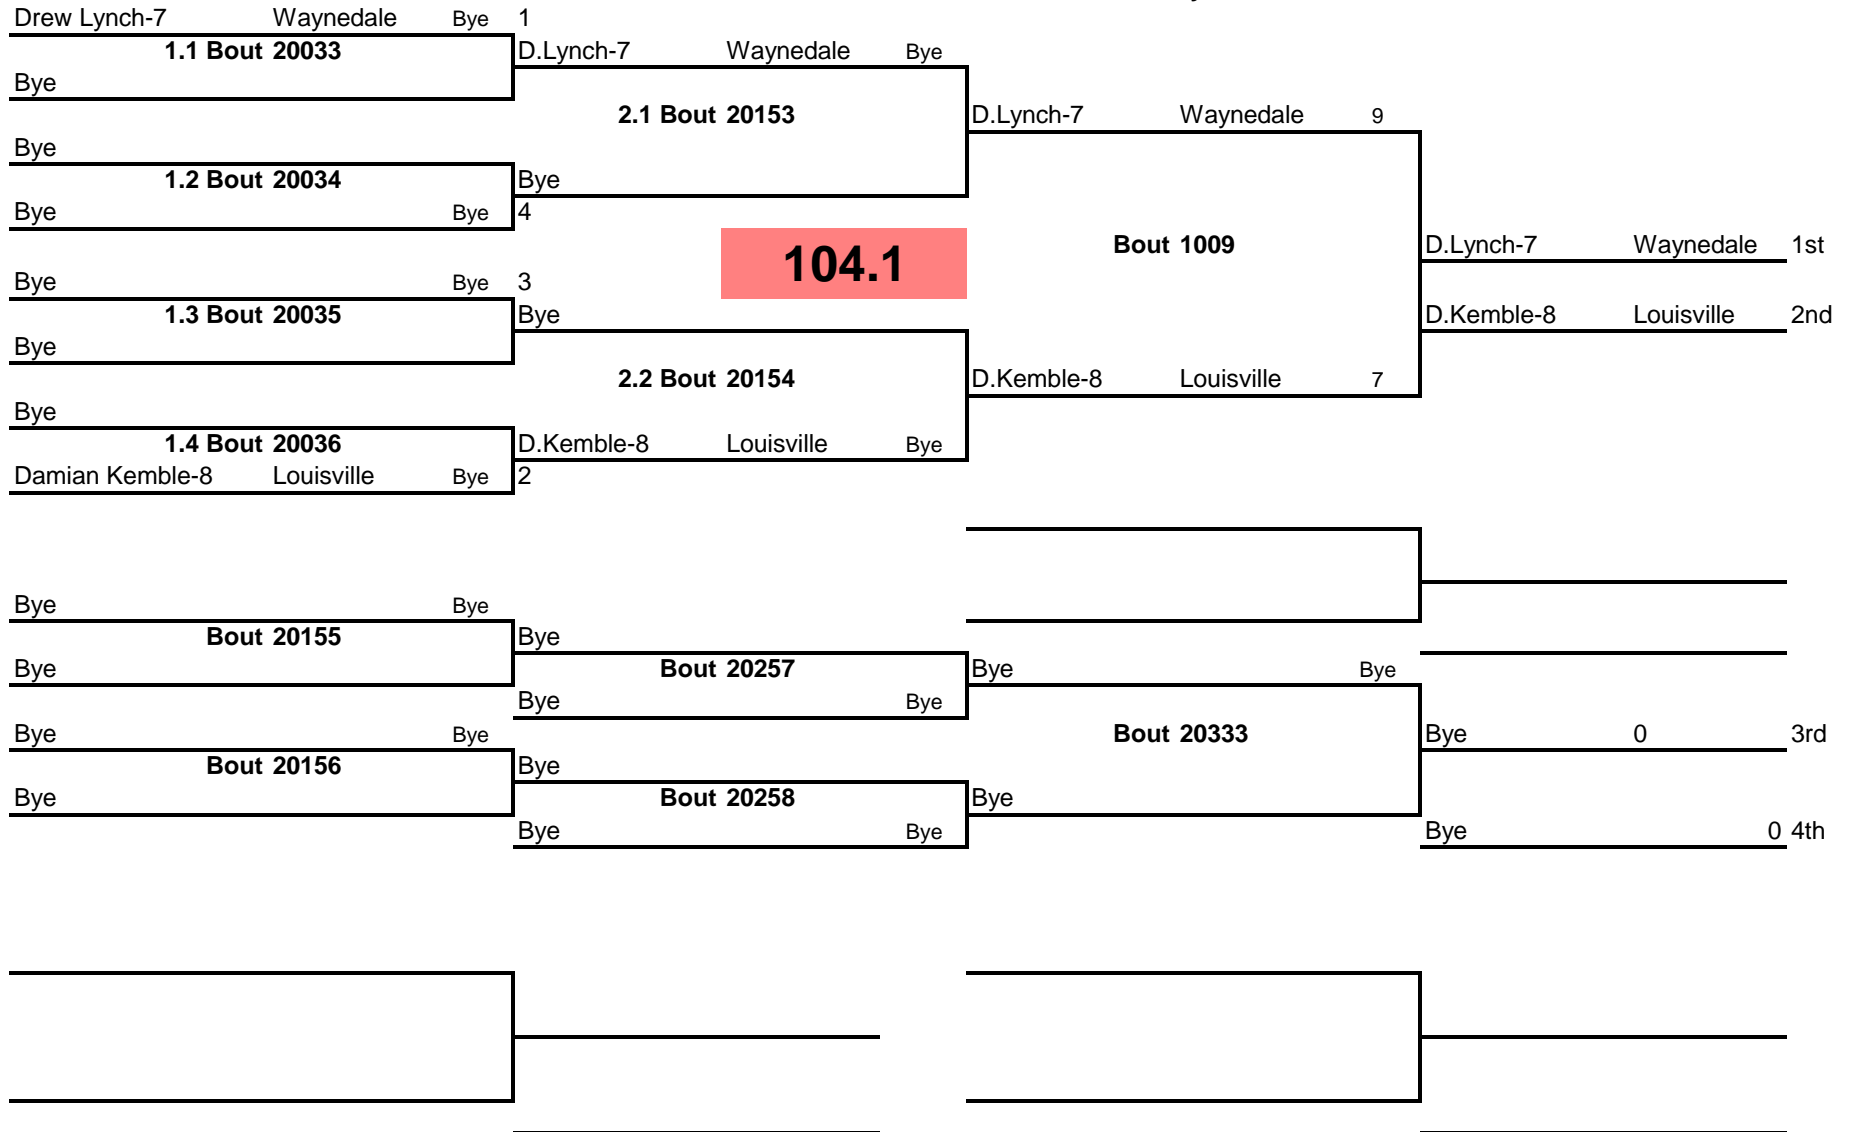 Drew Lynch-7 Waynedale Bye 1
1.1 Bout 20033 D.Lynch-7 Waynedale Bye
Bye
2.1 Bout 20153 D.Lynch-7 Waynedale 9
Bye
1.2 Bout 20034 Bye
Bye Bye 4
104.1 Bout 1009 D.Lynch-7 Waynedale 1st
Bye Bye 3
1.3 Bout 20035 Bye D.Kemble-8 Louisville 2nd
Bye
2.2 Bout 20154 D.Kemble-8 Louisville 7
Bye
1.4 Bout 20036 D.Kemble-8 Louisville Bye
Damian Kemble-8 Louisville Bye 2
Bye Bye
Bout 20155 Bye
Bye Bout 20257 Bye Bye
Bye Bye
Bye Bye Bout 20333 Bye 0 3rd
Bout 20156 Bye
Bye Bout 20258 Bye
Bye Bye Bye 0 4th